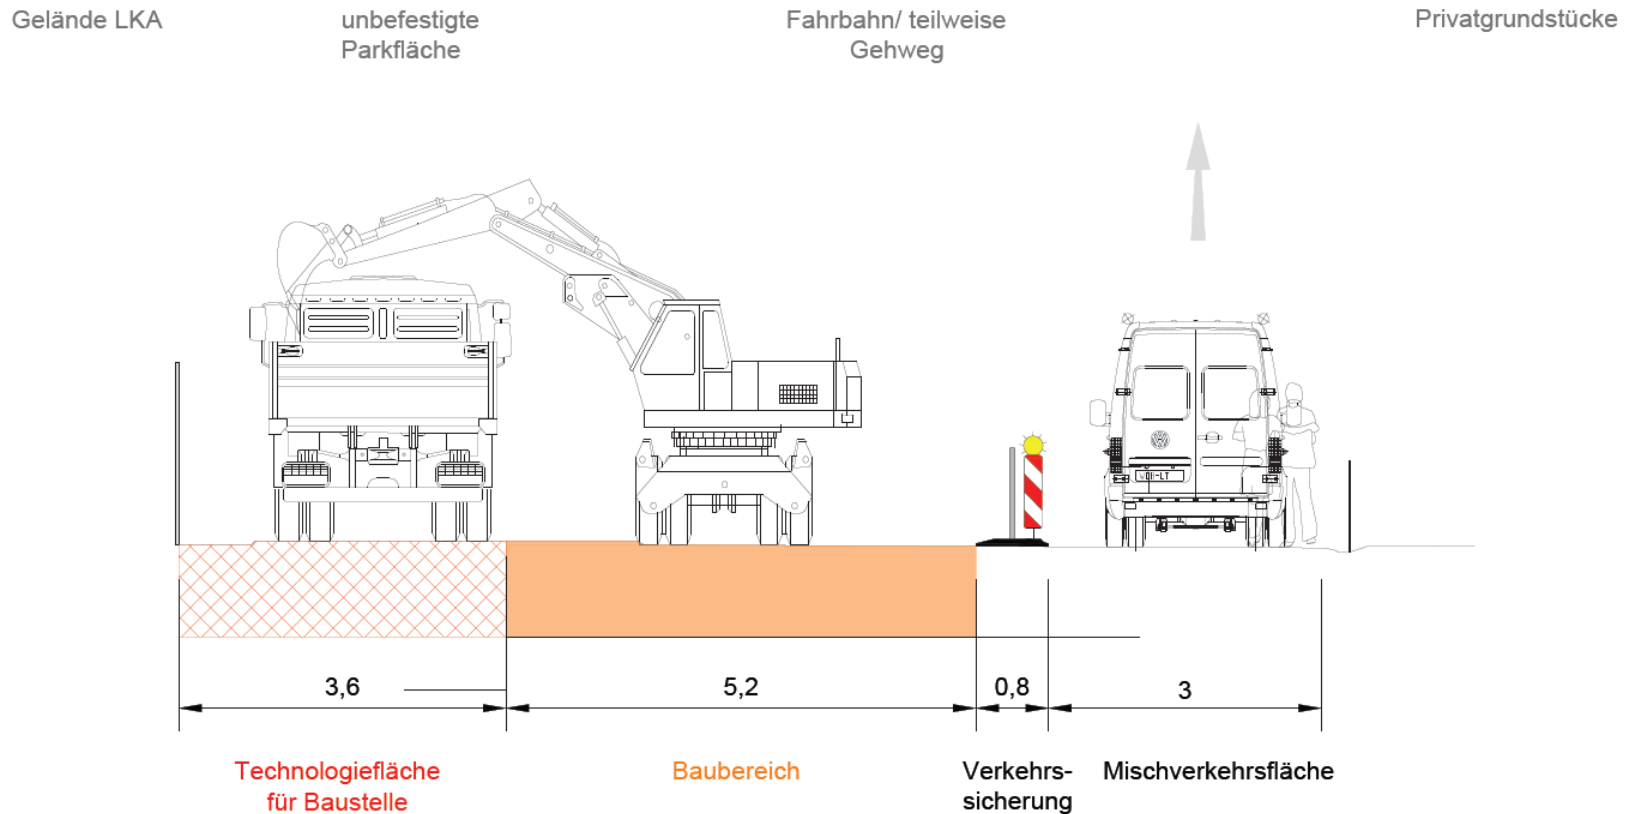 Gelände LKA
unbefestigte
Parkfläche
Fahrbahn/ teilweise
Gehweg
Privatgrundstücke
3,6
5,2
0,8
3
Technologiefläche
für Baustelle
Baubereich
Verkehrs-
sicherung
Mischverkehrsfläche